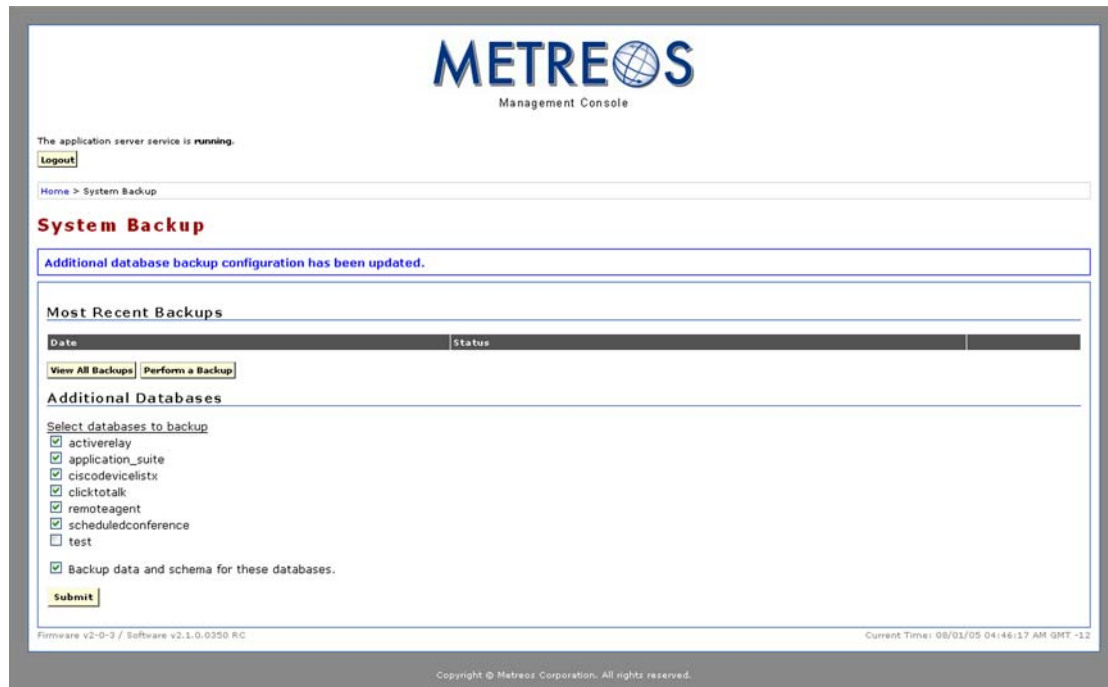 METREOS
Management Console
The application server service is running.
Logout
Home > System Backup
System Backup
Additional database backup configuration has been updated.
Most Recent Backups
Date Status
View All Backups Perform a Backup
Additional Databases
Select databases to backup
activerelay
application_suite
ciscodevicelistx
clicktotalk
remoteagent
scheduledconference
test
Backup data and schema for these databases.
Submit
Firmware v2-0-3 / Software v2.1.0.0350 RC Current Time: 08/01/05 04:46:17 AM GMT -12
Copyright © Metreos Corporation. All rights reserved.